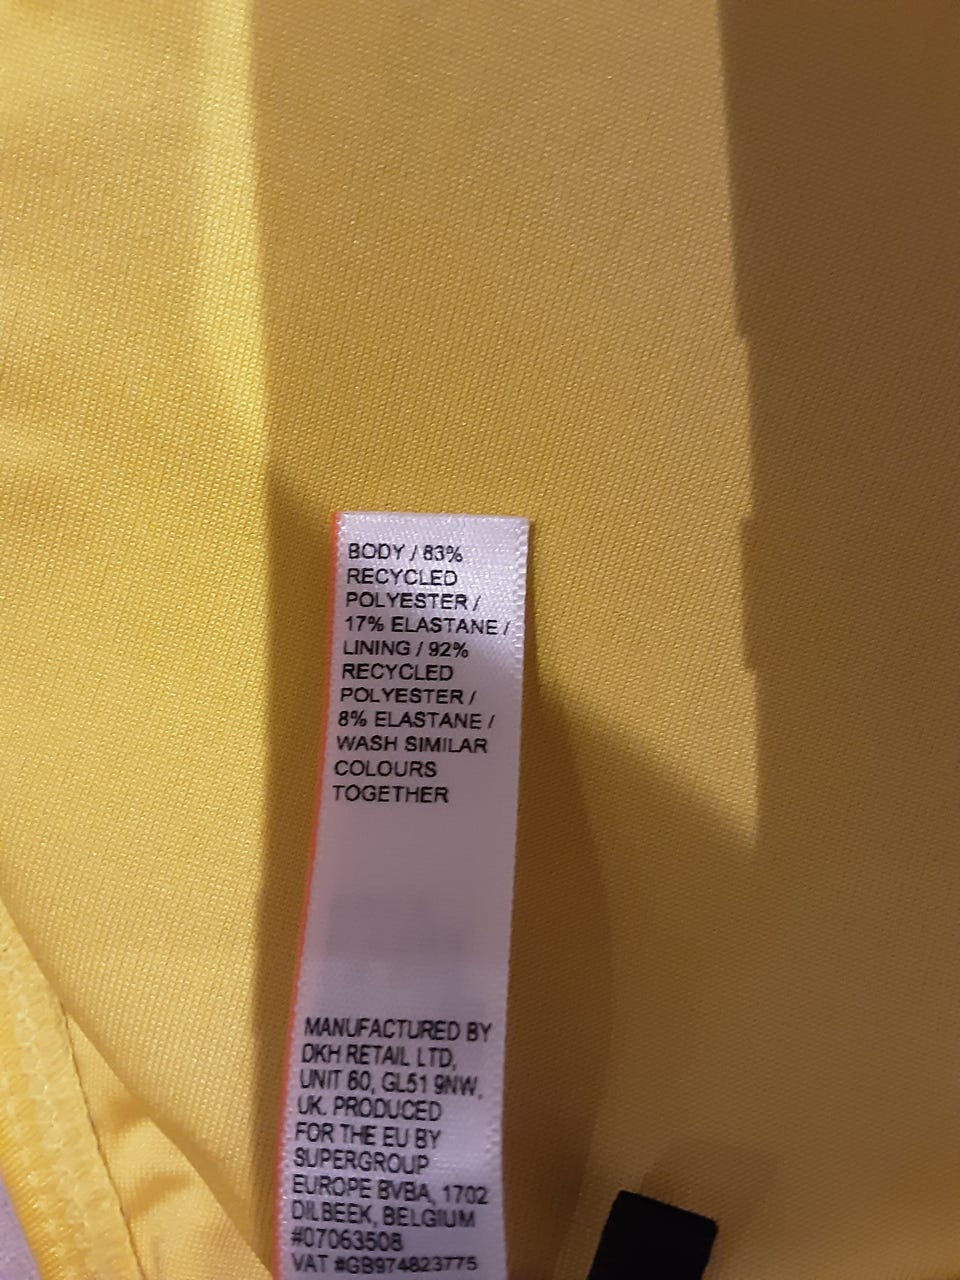 BODY / 83%
RECYCLED
POLYESTER /
17% ELASTANE /
LINING / 92%
RECYCLED
POLYESTER /
8% ELASTANE /
WASH SIMILAR
COLOURS
TOGETHER
MANUFACTURED BY
DKH RETAIL LTD,
UNIT 60, GL51 9NW,
UK. PRODUCED
FOR THE EU BY
SUPERGROUP
EUROPE BVBA, 1702
DILBEEK, BELGIUM
#07063508
VAT #GB974823775